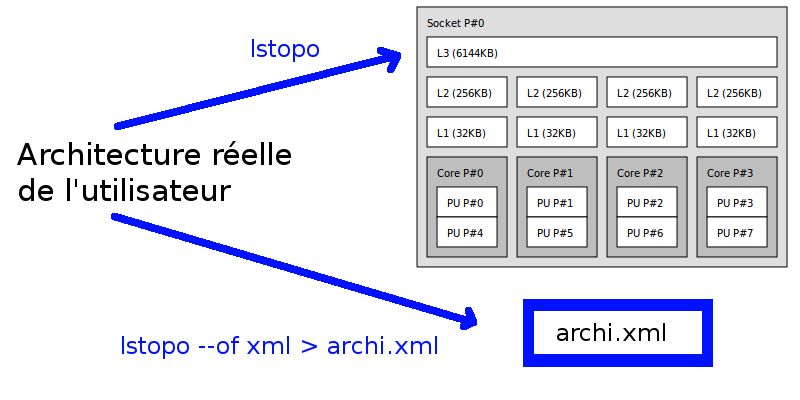 lstopo
Architecture réelle
de l'utilisateur
lstopo --of xml > archi.xml
Socket P#0
L3 (6144KB)
L2 (256KB) L2 (256KB) L2 (256KB) L2 (256KB)
L1 (32KB) L1 (32KB) L1 (32KB) L1 (32KB)
Core P#0 Core P#1 Core P#2 Core P#3
PU P#0 PU P#1 PU P#2 PU P#3
PU P#4 PU P#5 PU P#6 PU P#7
archi.xml